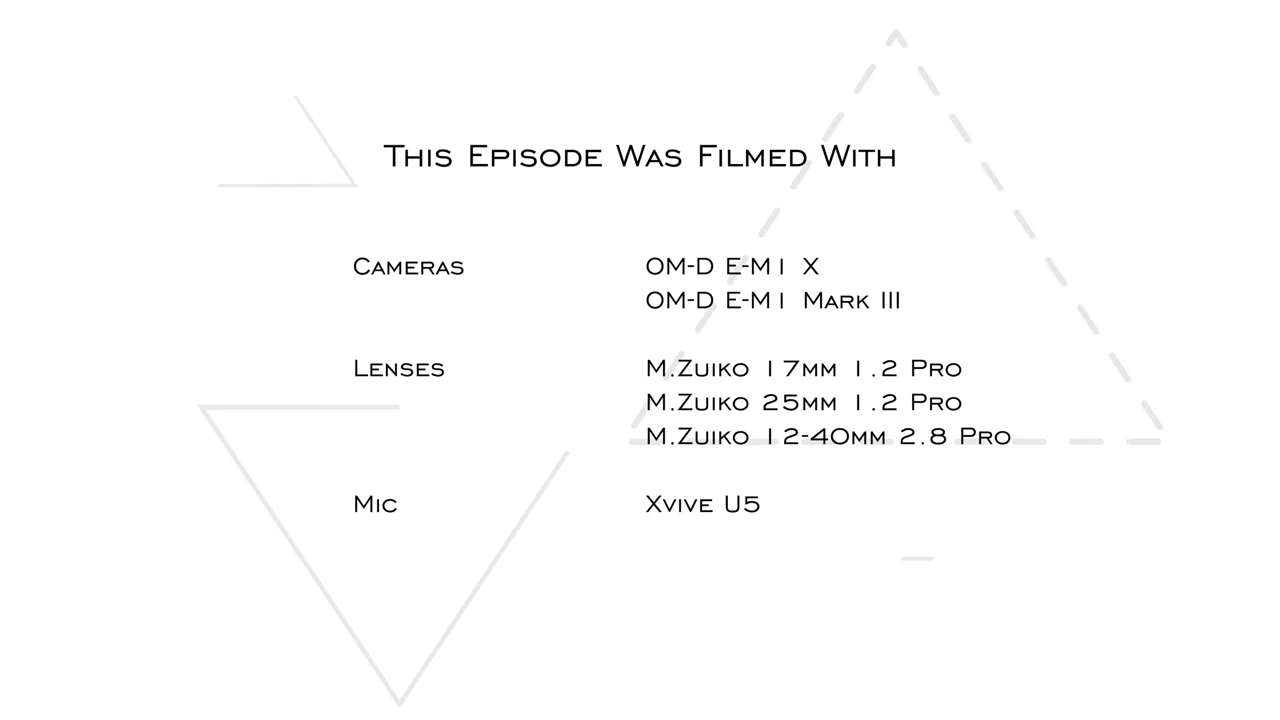 This Episode Was Filmed With
Cameras OM-D E-M1 X
OM-D E-M1 Mark III
Lenses M.Zuiko 17mm 1.2 Pro
M.Zuiko 25mm 1.2 Pro
M.Zuiko 12-40mm 2.8 Pro
Mic Xvive U5